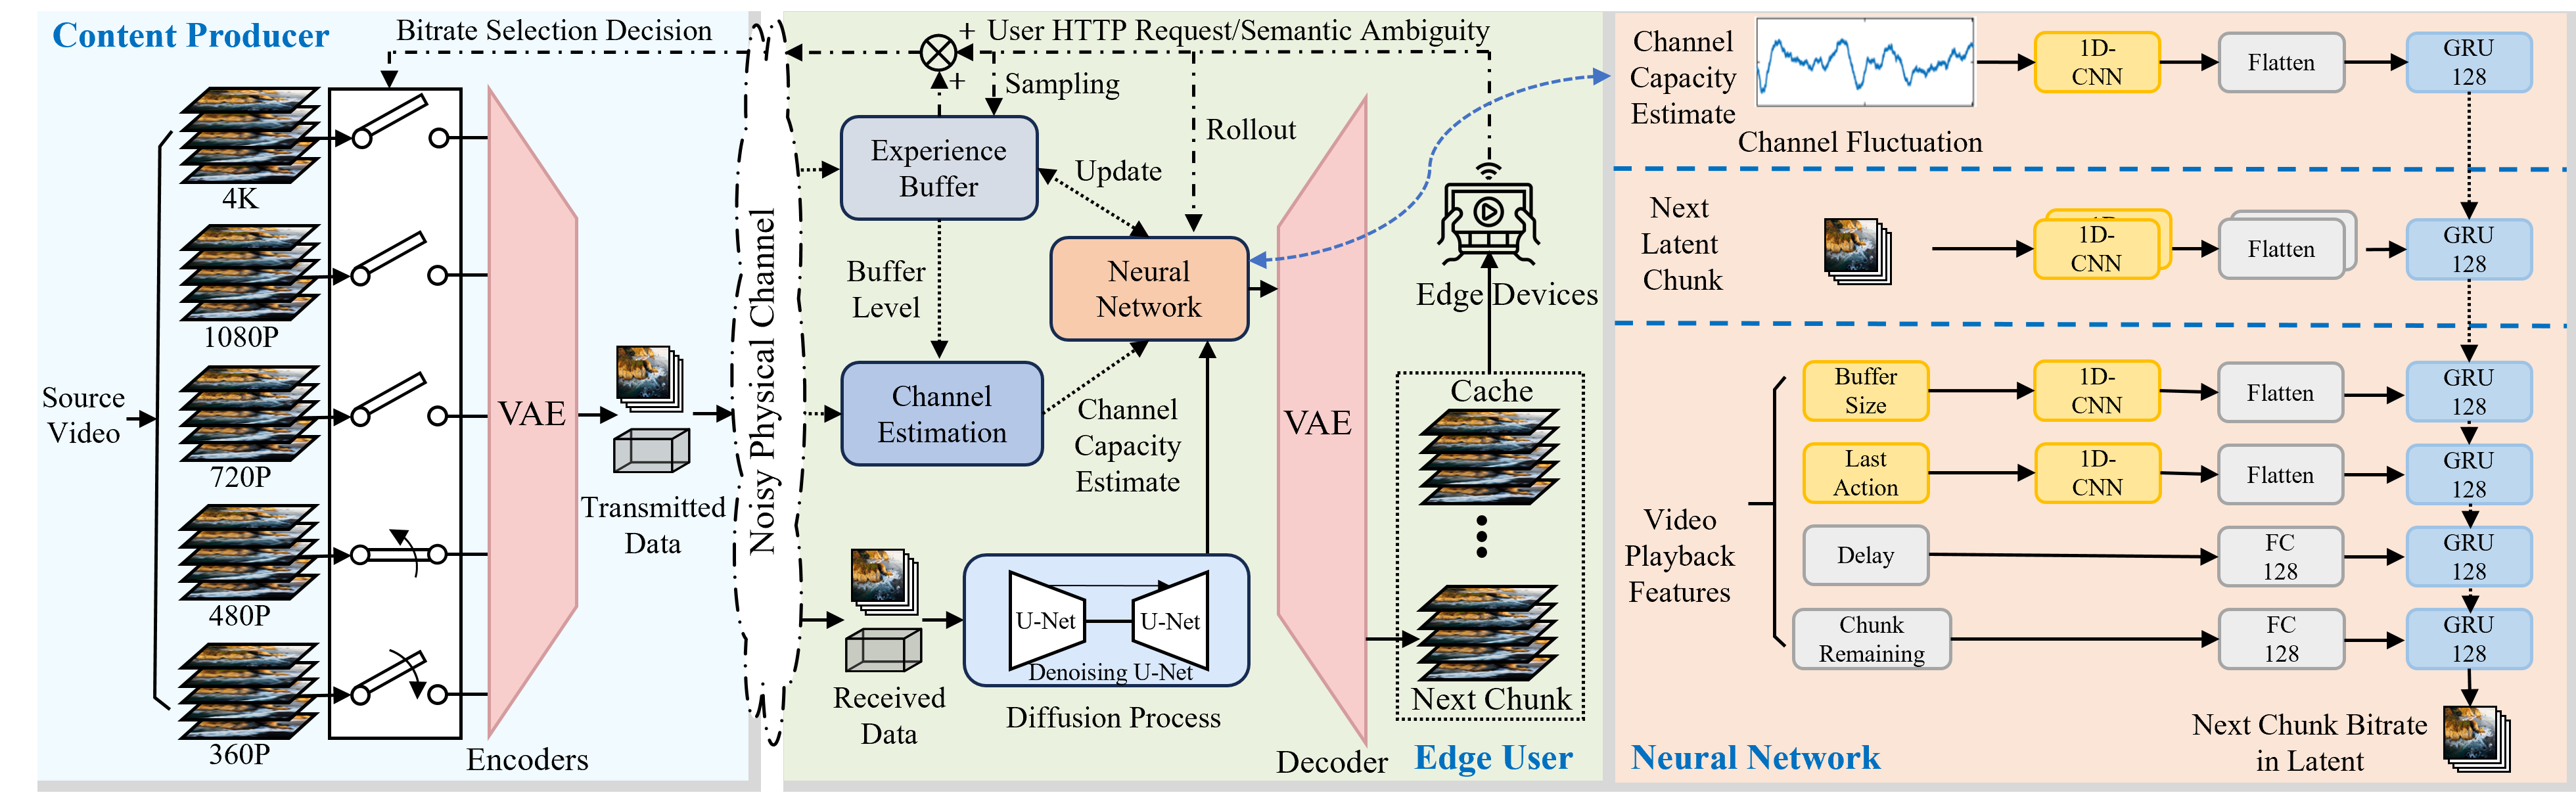 Content Producer
Bitrate Selection Decision
4K
1080P
720P
480P
360P
Source
Video
VAE
Encoders
Transmitted
Data
Noisy Physical Channel
+
+
User HTTP Request/Semantic Ambiguity
Sampling
Rollout
Experience
Buffer
Update
Buffer
Level
Neural
Network
Channel
Estimation
Channel
Capacity
Estimate
Received
Data
U-Net
U-Net
Denoising U-Net
Diffusion Process
VAE
Decoder
Edge Devices
Cache
Next Chunk
Edge User
Channel
Capacity
Estimate
Channel Fluctuation
1D-
CNN
Flatten
GRU
128
Next
Latent
Chunk
1D
1D-
CNN
Flatten
GRU
128
Video
Playback
Features
Buffer
Size
1D-
CNN
Flatten
GRU
128
Last
Action
1D-
CNN
Flatten
GRU
128
Delay
FC
128
GRU
128
Chunk
Remaining
FC
128
GRU
128
Next Chunk Bitrate
in Latent
Neural Network